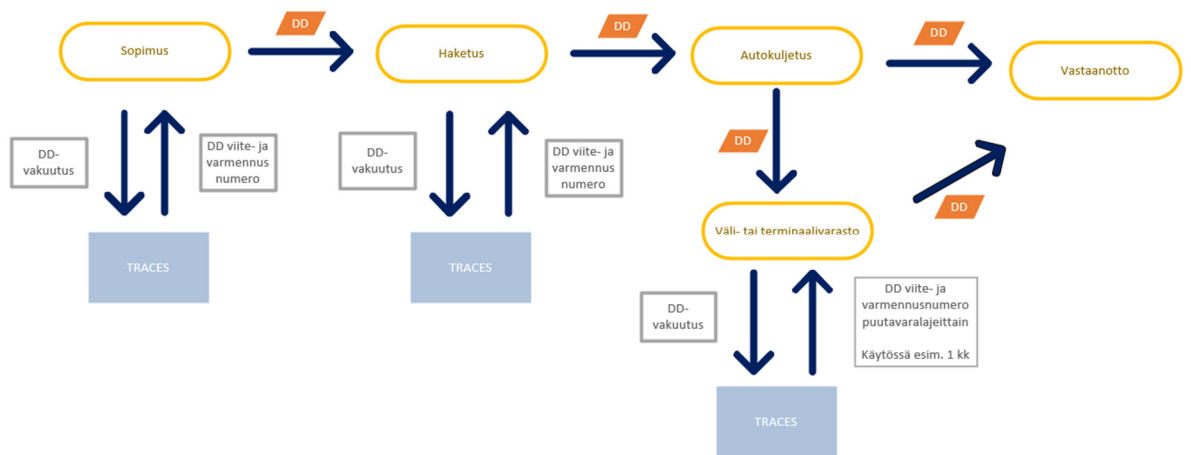 DD
DD
DD
Sopimus
Haketus
Autokuljetus
Vastaanotto
DD-
vakuutus
DD viite- ja
varmennus
numero
DD-
vakuutus
DD viite- ja
varmennus
numero
DD
DD
Väli- tai terminaalivarasto
TRACES
TRACES
DD-
vakuutus
DD viite- ja
varmennusnumero
puutavaralajeittain
Käytössä esim. 1 kk
TRACES